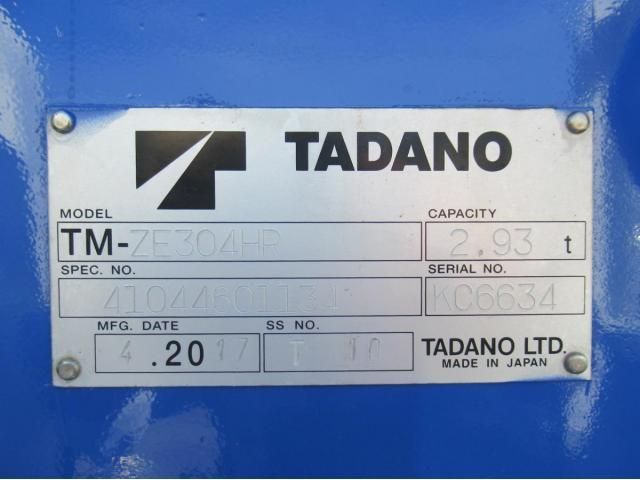 TADANO
MODEL CAPACITY
TM-ZE304HR 2.93 t
SPEC. NO. SERIAL NO.
41044601134 KC6634
MFG. DATE SS NO.
4 .2017 T 10 TADANO LTD.
MADE IN JAPAN